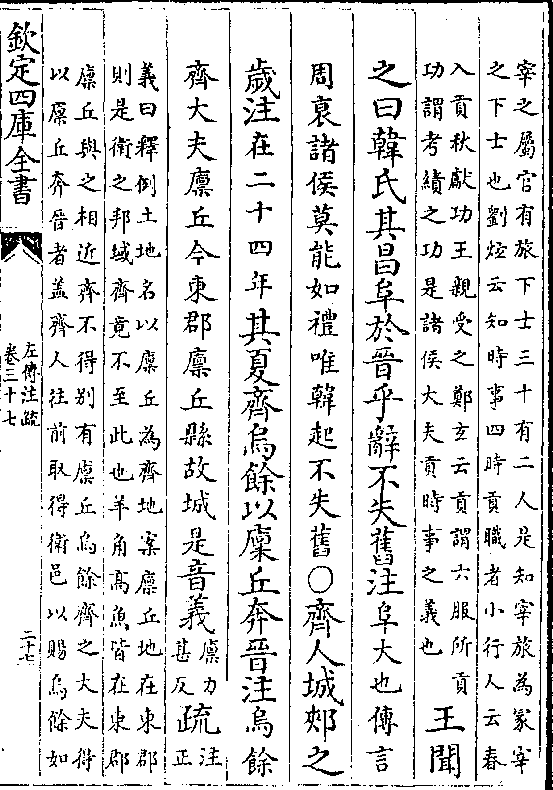 宰之屬官有旅下士三十有二人是知宰旅為冡宰
之下士也劉炫云知時事四時貢職者小行人云春
入貢秋獻功王親受之鄭玄云貢謂六服所貢
功謂考績之功是諸侯大夫貢時事之義也
王聞
之曰韓氏其昌阜於晉乎辭不失舊注阜大也傳言
周衰諸侯莫能如禮唯韓起不失舊○齊人城郟之
歲注在二十四年其夏齊烏餘以廩丘奔晉注烏餘
齊大夫廩丘今東郡廩丘縣故城是音義廩力
甚反疏注
正
義曰釋例土地名以廩丘為齊地案廩丘地在東郡
則是衛之邦域齊竟不至此也羊角高魚皆在東郡
廩丘與之相近齊不得別有廩丘烏餘齊之大夫得
以廩丘奔晉者蓋齊人往前取得衛邑以賜烏餘如
欽定四庫全書
左傳注疏
卷三十七
二十七